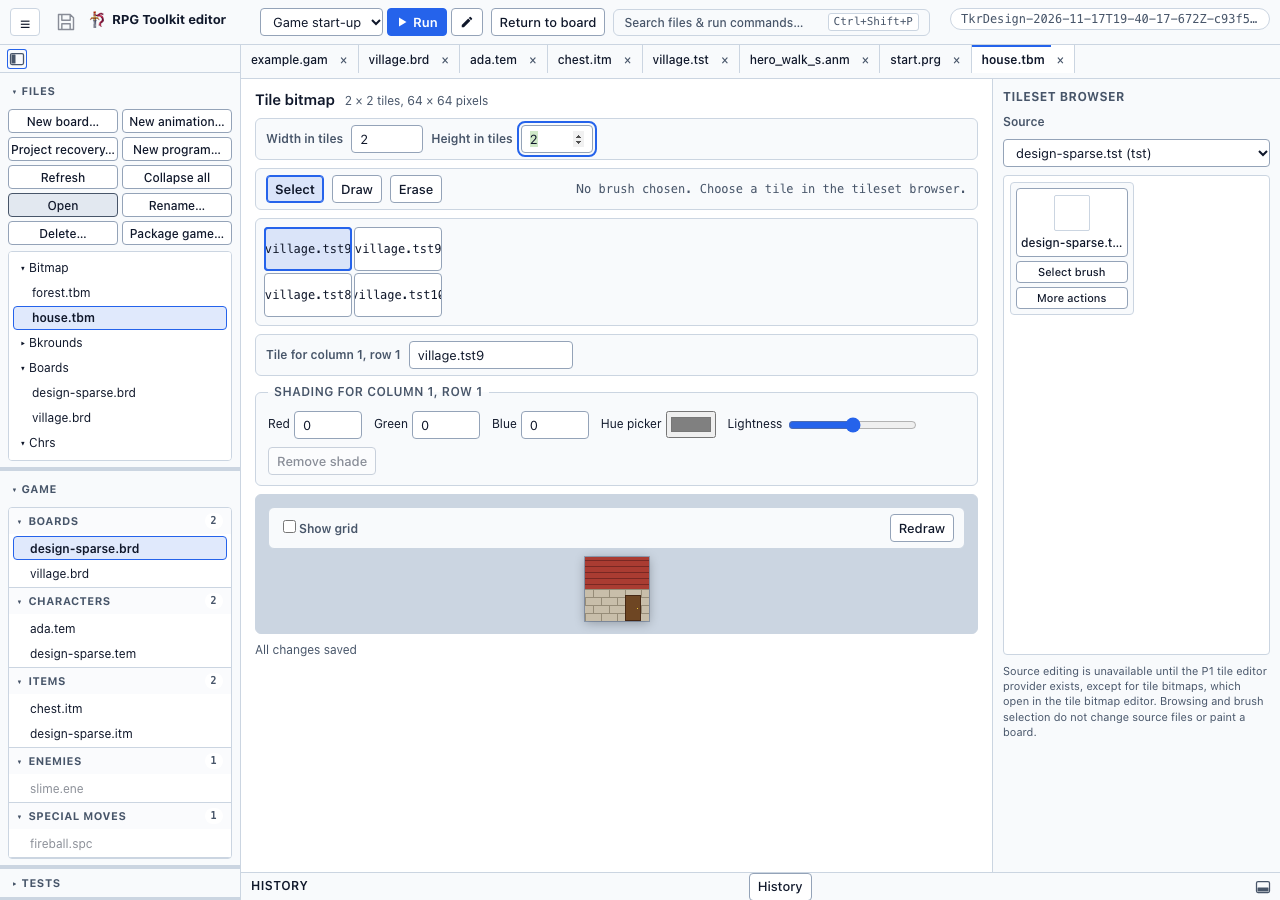 RPG Toolkit editor
Game start-up
Run
Return to board
Search files & run commands...
Ctrl+Shift+P
TkrDesign-2026-11-17T19-40-17-672Z-c93f5…
example.gam ×
village.brd ×
ada.tem ×
chest.itm ×
village.tst ×
hero_walk_s.anm ×
start.prg ×
house.tbm ×
FILES
New board...
New animation...
Project recovery...
New program...
Refresh
Collapse all
Open
Rename...
Delete...
Package game...
Bitmap
forest.tbm
house.tbm
Bkrounds
Boards
design-sparse.brd
village.brd
Chrs
GAME
BOARDS 2
design-sparse.brd
village.brd
CHARACTERS 2
ada.tem
design-sparse.tem
ITEMS 2
chest.itm
design-sparse.itm
ENEMIES 1
slime.ene
SPECIAL MOVES 1
fireball.spc
TESTS
Tile bitmap 2 × 2 tiles, 64 × 64 pixels
Width in tiles 2 Height in tiles 2
Select Draw Erase
No brush chosen. Choose a tile in the tileset browser.
village.tst9 village.tst9
village.tst8 village.tst10
Tile for column 1, row 1 village.tst9
SHADING FOR COLUMN 1, ROW 1
Red 0 Green 0 Blue 0 Hue picker Lightness
Remove shade
Show grid
Redraw
All changes saved
HISTORY
History
TILESET BROWSER
Source
design-sparse.tst (tst)
design-sparse.t...
Select brush
More actions
Source editing is unavailable until the P1 tile editor
provider exists, except for tile bitmaps, which
open in the tile bitmap editor. Browsing and brush
selection do not change source files or paint a
board.